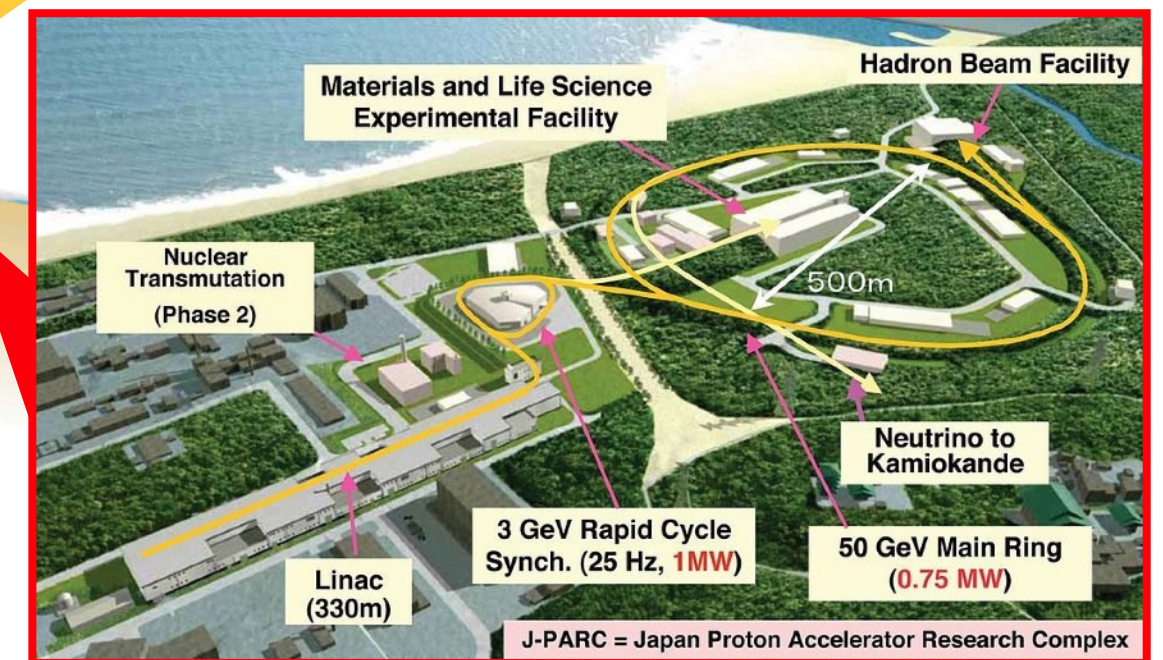 Hadron Beam Facility
Materials and Life Science
Experimental Facility
Nuclear
Transmutation
(Phase 2)
500m
Neutrino to
Kamiokande
3 GeV Rapid Cycle
Synch. (25 Hz, 1MW)
50 GeV Main Ring
(0.75 MW)
Linac
(330m)
J-PARC = Japan Proton Accelerator Research Complex